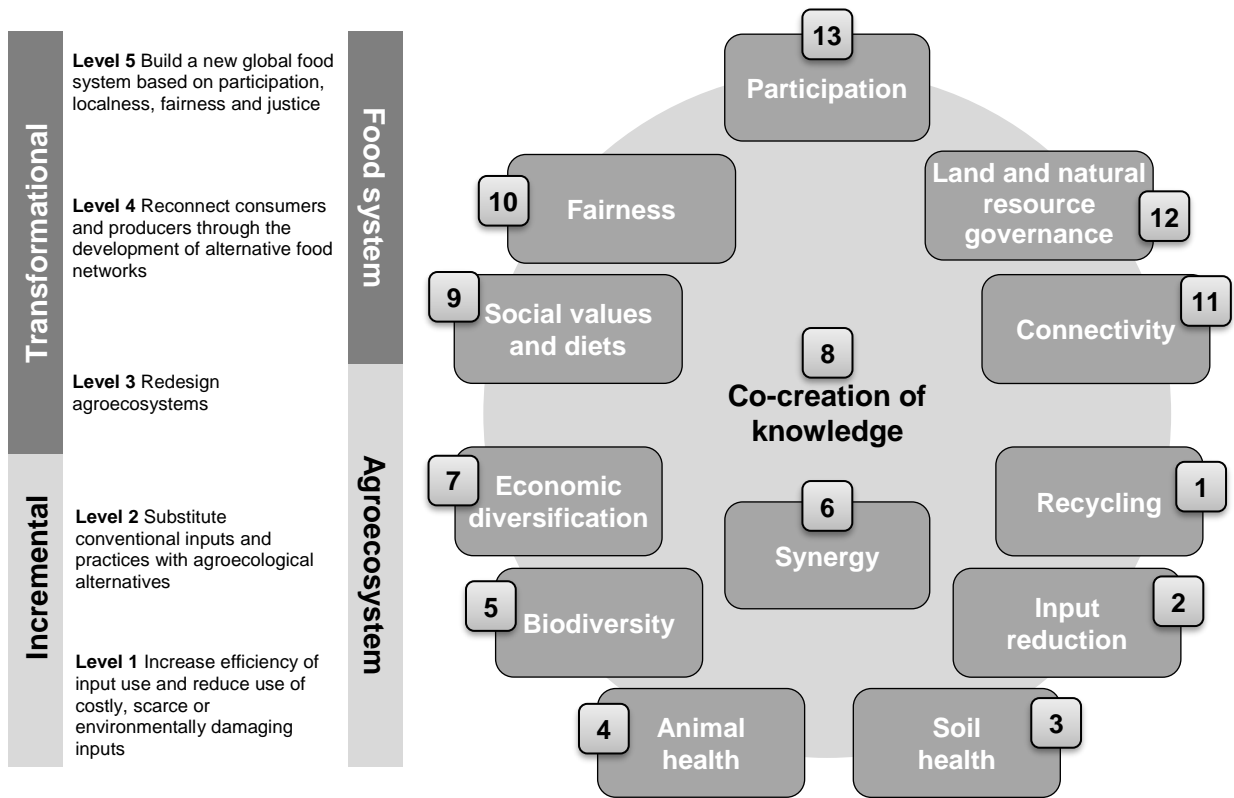 Transformational
Incremental
Level 5 Build a new global food
system based on participation,
localness, fairness and justice
Level 4 Reconnect consumers
and producers through the
development of alternative food
networks
Level 3 Redesign
agroecosystems
Level 2 Substitute
conventional inputs and
practices with agroecological
alternatives
Level 1 Increase efficiency of
input use and reduce use of
costly, scarce or
environmentally damaging
inputs
Food system
Agroecosystem
13
Participation
10
Fairness
Land and natural
resource
governance
12
9
Social values
and diets
11
Connectivity
8
Co-creation of
knowledge
7
Economic
diversification
6
Synergy
1
Recycling
5
Biodiversity
2
Input
reduction
4
Animal
health
3
Soil
health